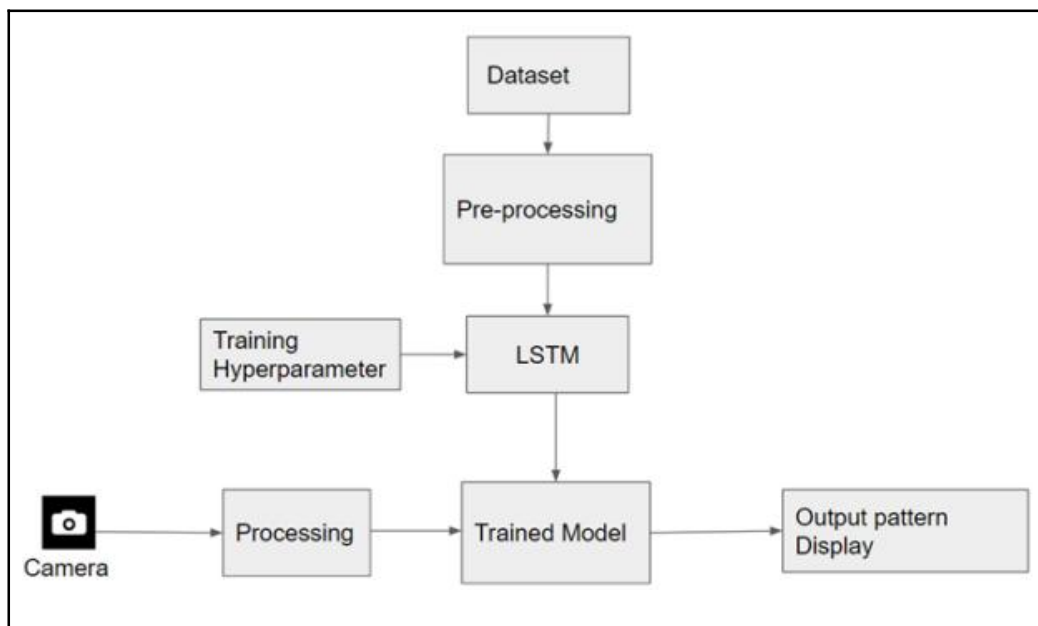 Dataset
Pre-processing
Training
Hyperparameter
LSTM
Camera
Processing
Trained Model
Output pattern
Display